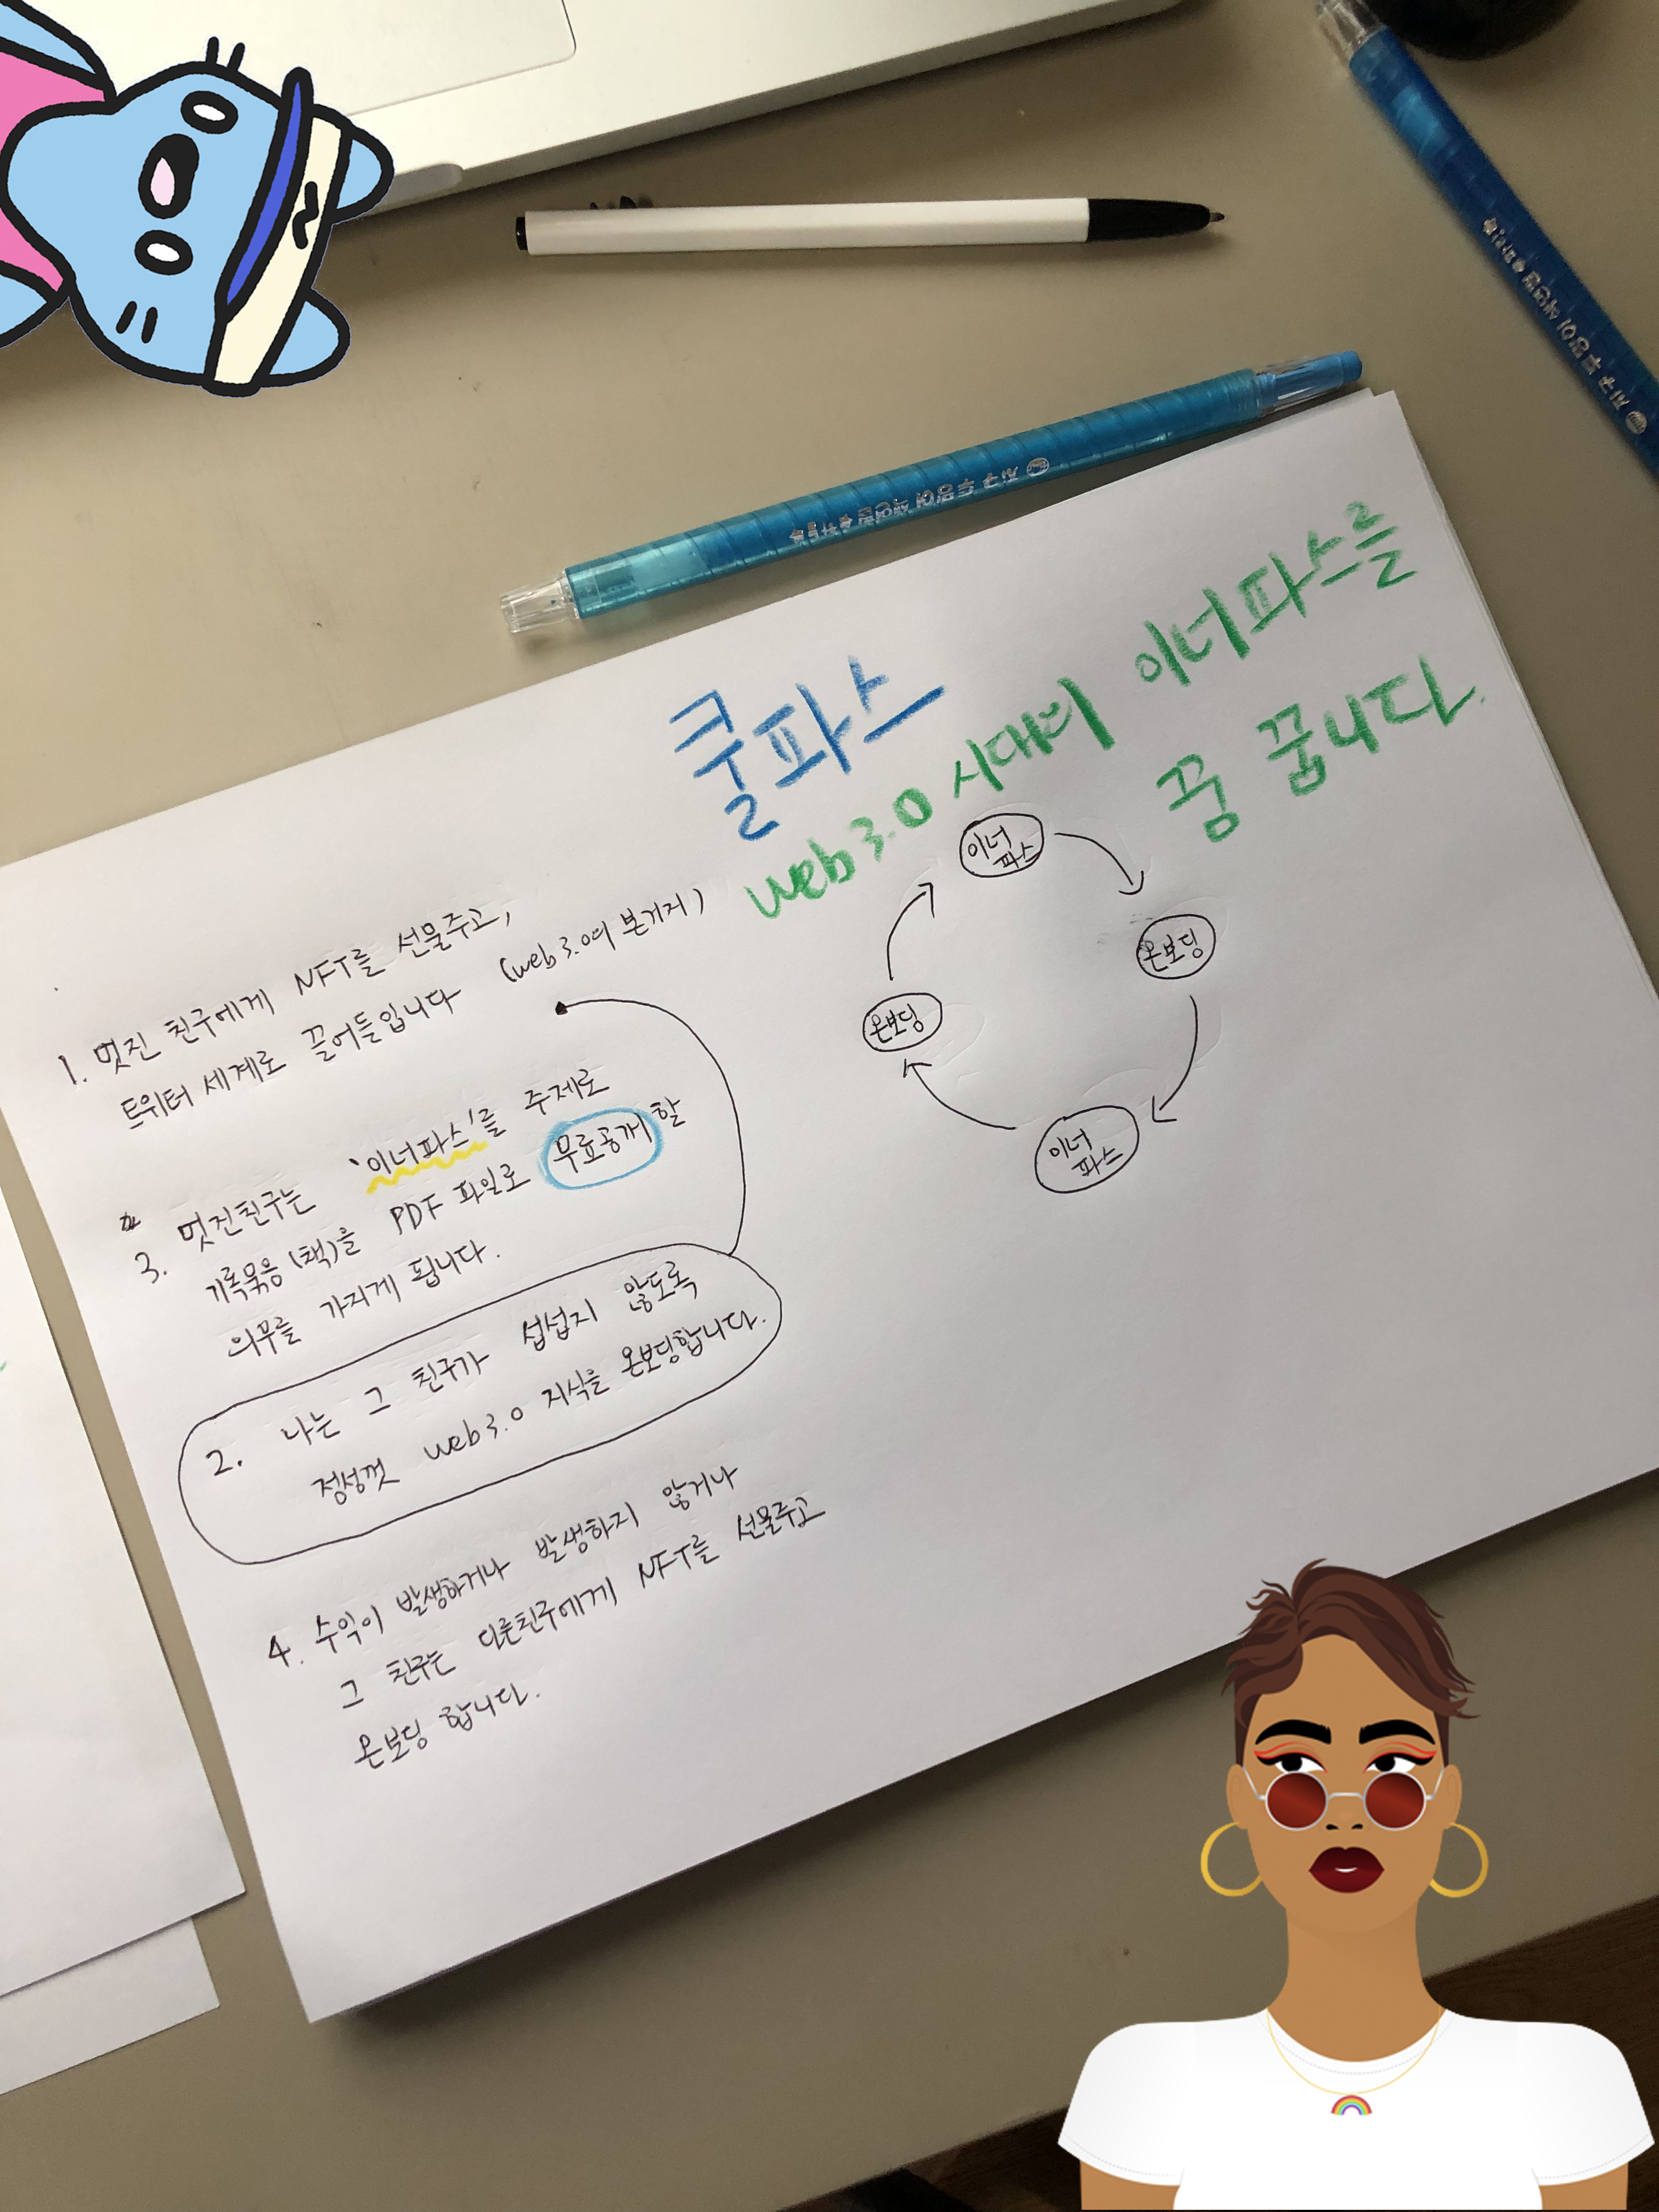 쿨파스
web 3.0 시대의 이너파스를
꿈 꿉니다.
1. 멋진 친구에게 NFT를 선물주고,
트위터 세계로 끌어들입니다 (web 3.0의 본거지)
3. 멋진친구는 '이너파스'를 주제로
기록묶음(책)을 PDF 파일로 무료공개할
의무를 가지게 됩니다.
2. 나는 그 친구가 섭섭지 않도록
정성껏 web3.0 지식을 온보딩합니다.
4. 수익이 발생하거나 발생하지 않거나
그 친구는 다른친구에게 NFT를 선물주고
온보딩 합니다.
이너
파스
온보딩
이너
파스
온보딩